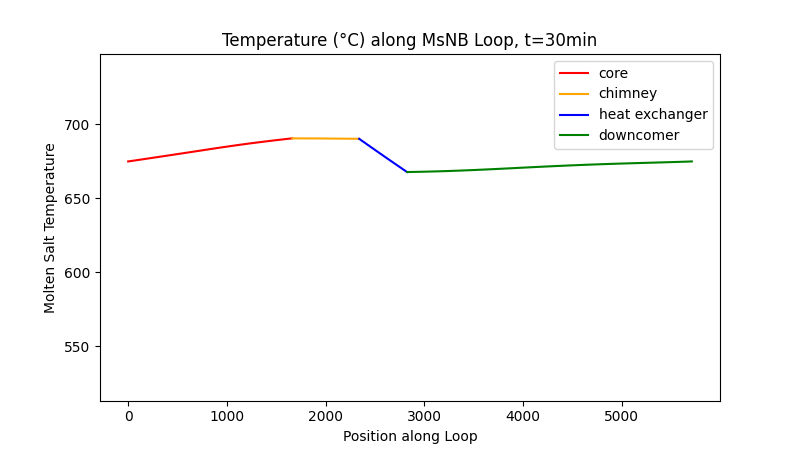 Temperature (°C) along MsNB Loop, t=30min
core
chimney
heat exchanger
downcomer
Molten Salt Temperature
700
650
600
550
0 1000 2000 3000 4000 5000
Position along Loop